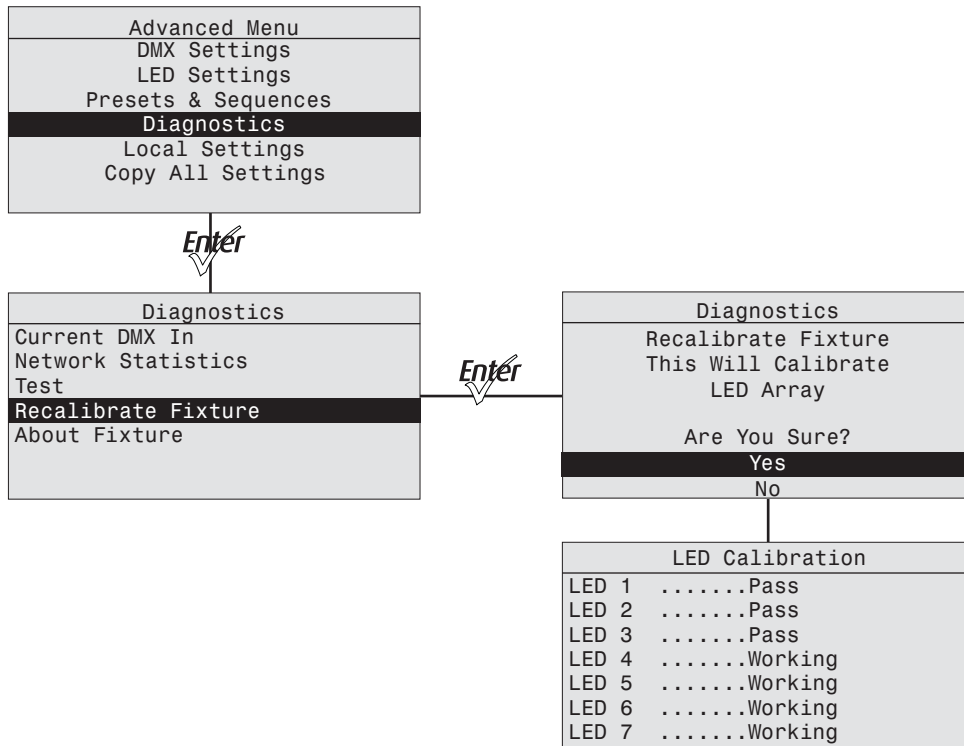 Advanced Menu
DMX Settings
LED Settings
Presets & Sequences
Diagnostics
Local Settings
Copy All Settings
Enter
Diagnostics
Current DMX In
Network Statistics
Test
Recalibrate Fixture
About Fixture
Enter
Diagnostics
Recalibrate Fixture
This Will Calibrate
LED Array
Are You Sure?
Yes
No
LED Calibration
LED 1 .......Pass
LED 2 .......Pass
LED 3 .......Pass
LED 4 .......Working
LED 5 .......Working
LED 6 .......Working
LED 7 .......Working